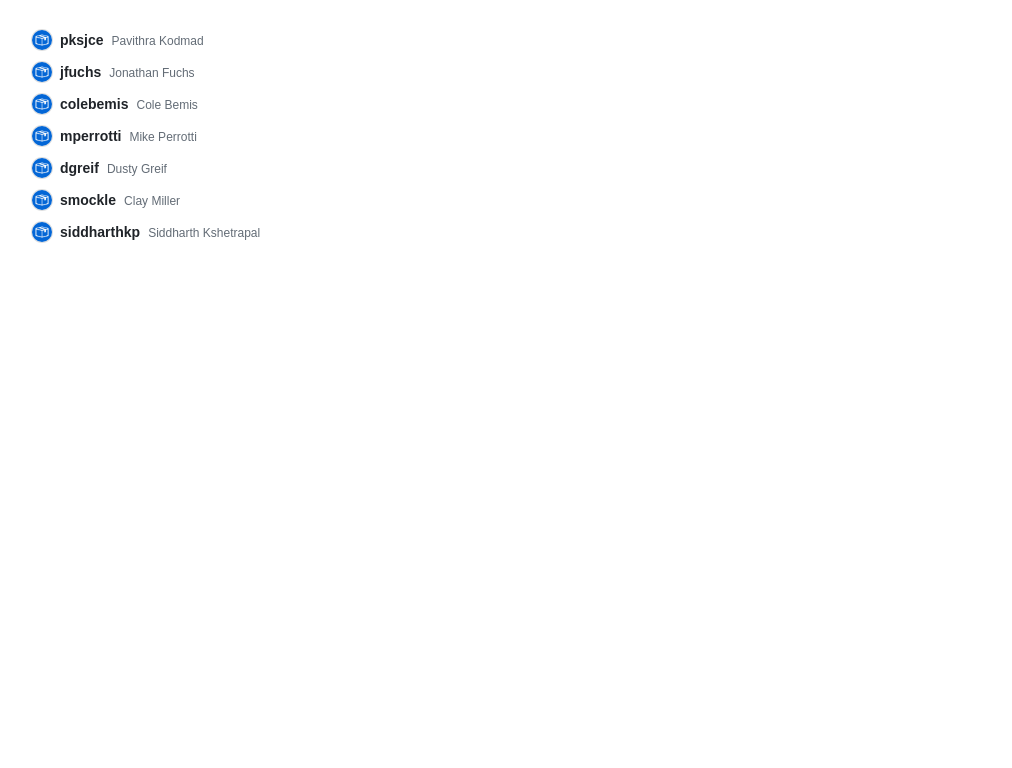 pksjce Pavithra Kodmad
jfuchs Jonathan Fuchs
colebemis Cole Bemis
mperrotti Mike Perrotti
dgreif Dusty Greif
smockle Clay Miller
siddharthkp Siddharth Kshetrapal